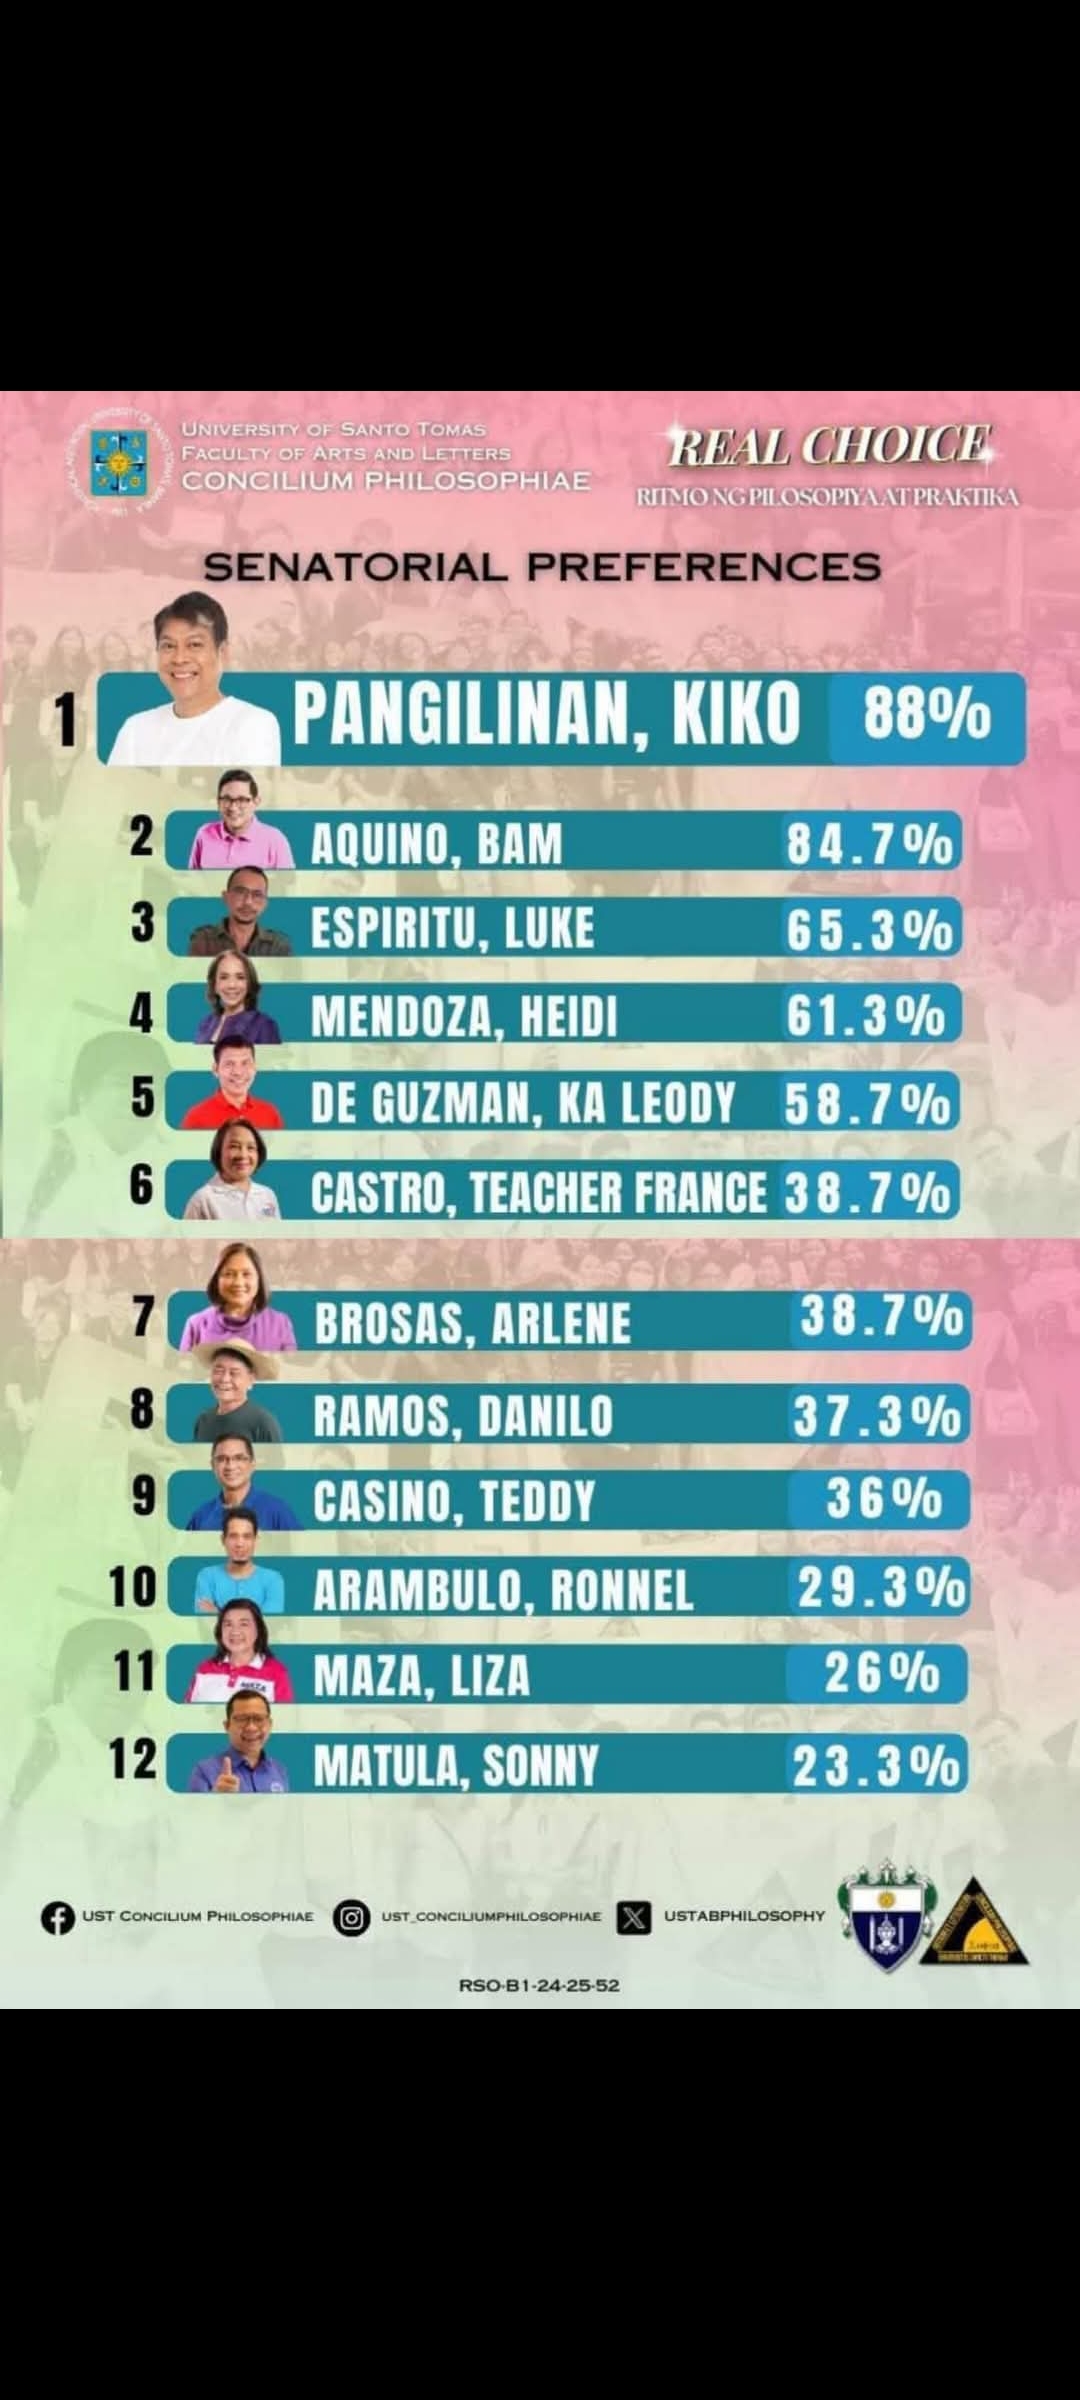 UNIVERSITY OF SANTO TOMAS
FACULTY OF ARTS AND LETTERS
CONCILIUM PHILOSOPHIAE
REAL CHOICE
RITMO NG PILOSOPIYA AT PRAKTIKA
SENATORIAL PREFERENCES
1 PANGILINAN, KIKO 88%
2 AQUINO, BAM 84.7%
3 ESPIRITU, LUKE 65.3%
4 MENDOZA, HEIDI 61.3%
5 DE GUZMAN, KA LEODY 58.7%
6 CASTRO, TEACHER FRANCE 38.7%
7 BROSAS, ARLENE 38.7%
8 RAMOS, DANILO 37.3%
9 CASINO, TEDDY 36%
10 ARAMBULO, RONNEL 29.3%
11 MAZA, LIZA 26%
MAZA
12 MATULA, SONNY 23.3%
UST CONCILIUM PHILOSOPHIAE
UST_CONCILIUMPHILOSOPHIAE
USTABPHILOSOPHY
RSO-B1-24-25-52